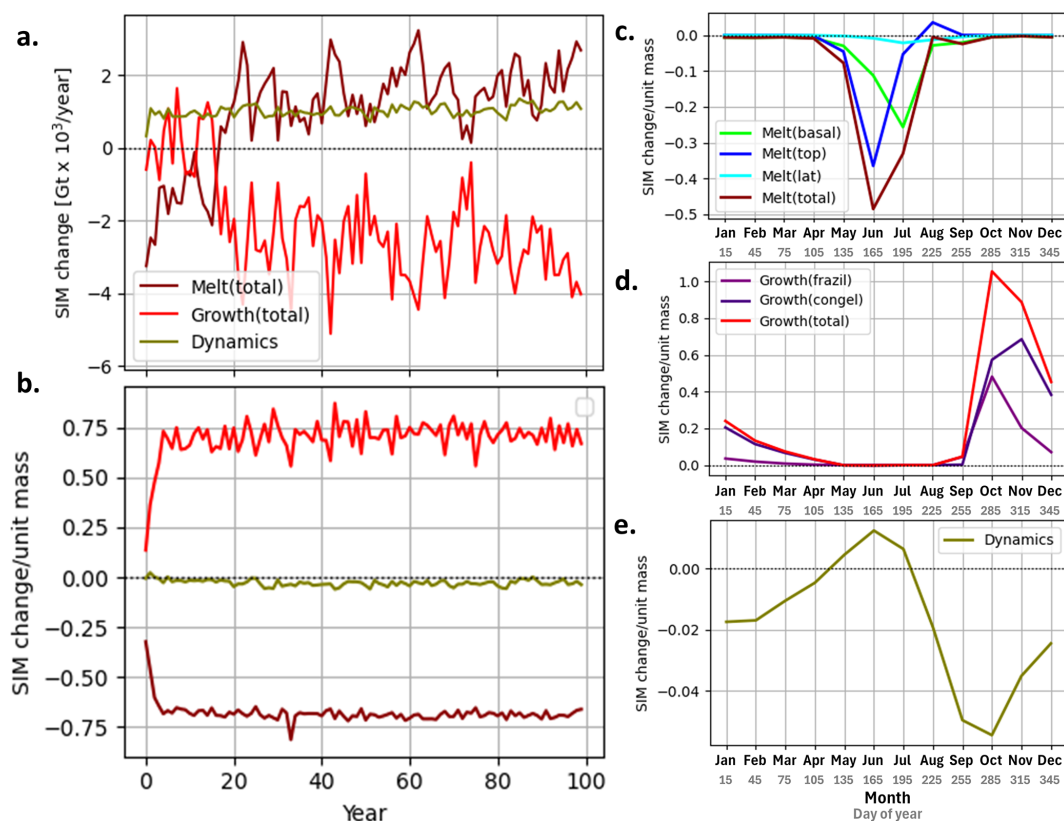 a.
SIM change [Gt x 10³/year]
2
0
−2
−4
−6
Melt(total)
Growth(total)
Dynamics
b.
SIM change/unit mass
0.75
0.50
0.25
0.00
−0.25
−0.50
−0.75
0 20 40 60 80 100
Year
c.
SIM change/unit mass
0.0
−0.1
−0.2
−0.3
−0.4
−0.5
Melt(basal)
Melt(top)
Melt(lat)
Melt(total)
Jan Feb Mar Apr May Jun Jul Aug Sep Oct Nov Dec
15 45 75 105 135 165 195 225 255 285 315 345
d.
SIM change/unit mass
1.0
0.8
0.6
0.4
0.2
0.0
Growth(frazil)
Growth(congel)
Growth(total)
Jan Feb Mar Apr May Jun Jul Aug Sep Oct Nov Dec
15 45 75 105 135 165 195 225 255 285 315 345
e.
SIM change/unit mass
0.00
−0.02
−0.04
Dynamics
Jan Feb Mar Apr May Jun Jul Aug Sep Oct Nov Dec
15 45 75 105 135 165 195 225 255 285 315 345
Month
Day of year